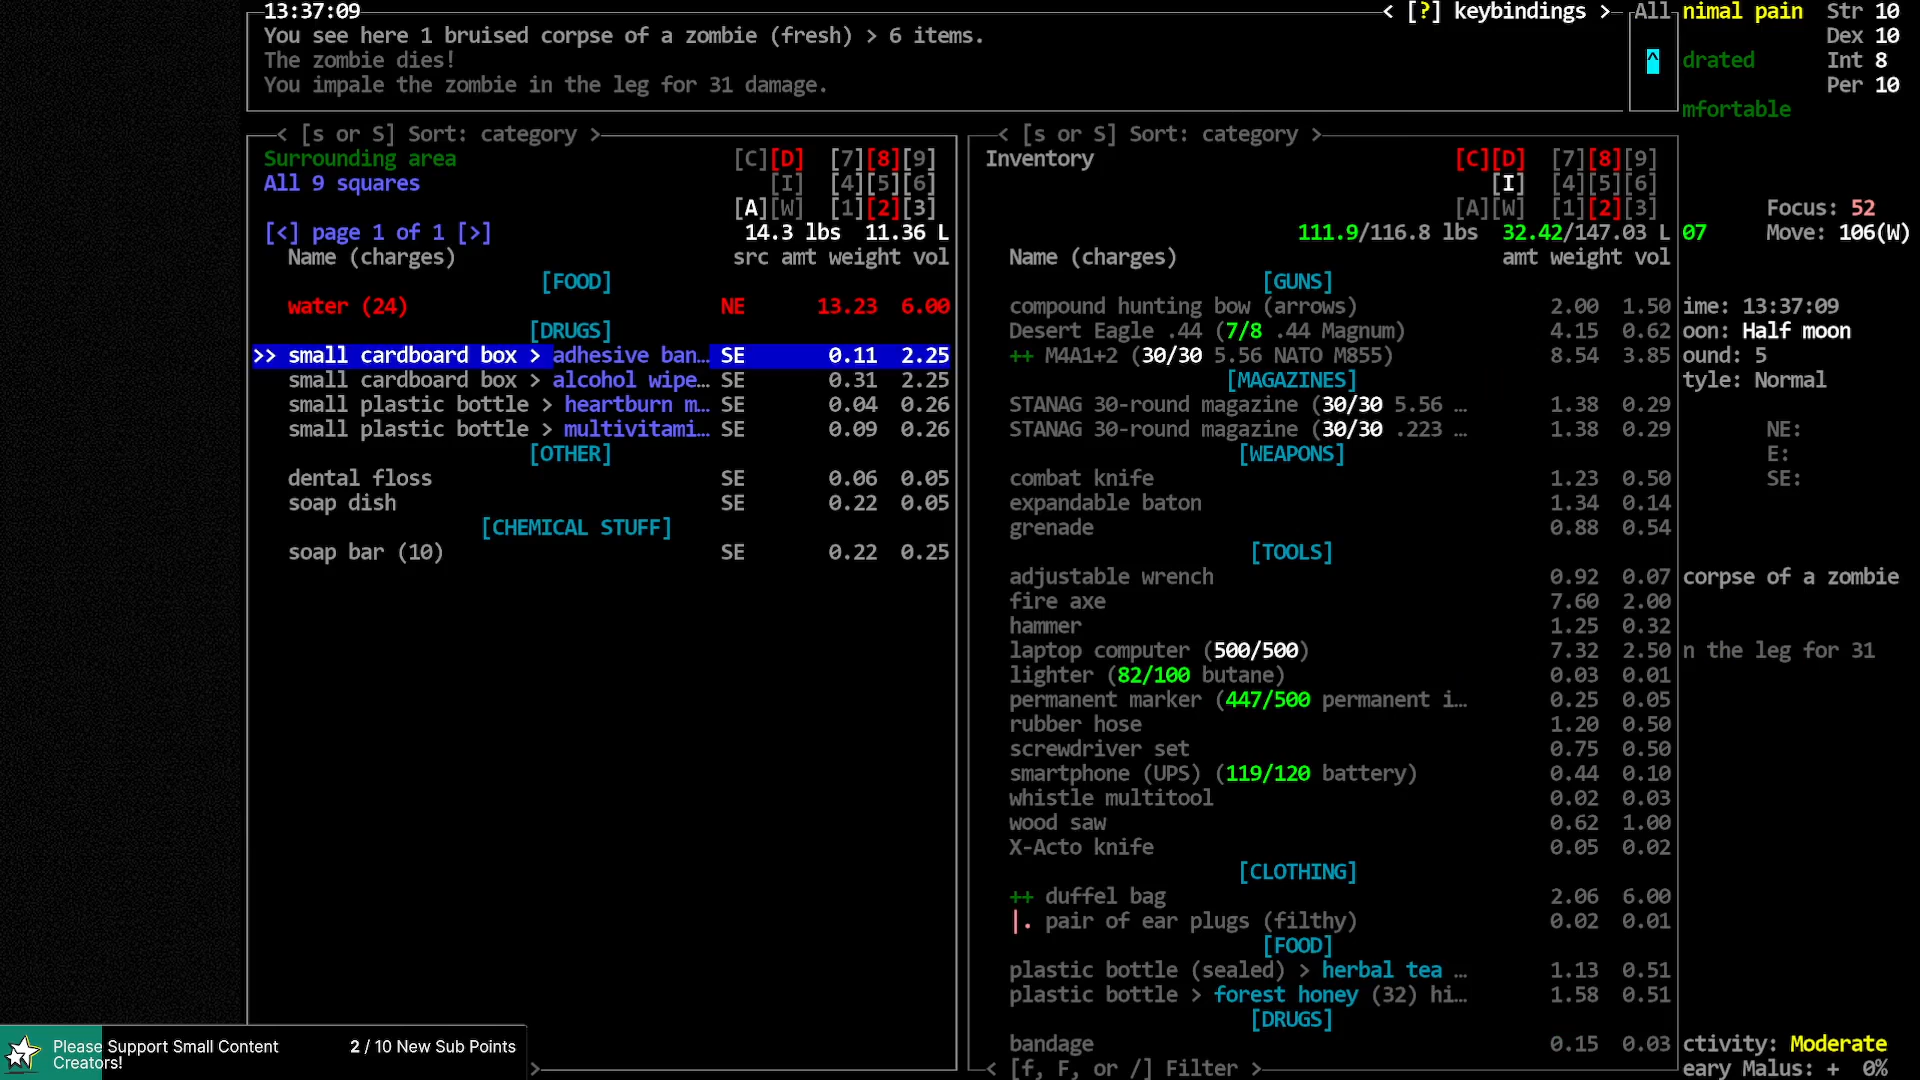 13:37:09
< [?] keybindings >
You see here 1 bruised corpse of a zombie (fresh) > 6 items.
The zombie dies!
You impale the zombie in the leg for 31 damage.
All
^
nimal pain Str 10
Dex 10
drated Int 8
Per 10
mfortable
< [s or S] Sort: category >
Surrounding area [C][D] [7][8][9]
All 9 squares [I] [4][5][6]
[A][W] [1][2][3]
[<] page 1 of 1 [>] 14.3 lbs 11.36 L
Name (charges) src amt weight vol
[FOOD]
water (24) NE 13.23 6.00
[DRUGS]
>> small cardboard box > adhesive ban… SE 0.11 2.25
small cardboard box > alcohol wipe… SE 0.31 2.25
small plastic bottle > heartburn m… SE 0.04 0.26
small plastic bottle > multivitami… SE 0.09 0.26
[OTHER]
dental floss SE 0.06 0.05
soap dish SE 0.22 0.05
[CHEMICAL STUFF]
soap bar (10) SE 0.22 0.25
>
< [s or S] Sort: category >
Inventory [C][D] [7][8][9]
[I] [4][5][6]
[A][W] [1][2][3]
111.9/116.8 lbs 32.42/147.03 L
Name (charges) amt weight vol
[GUNS]
compound hunting bow (arrows) 2.00 1.50
Desert Eagle .44 (7/8 .44 Magnum) 4.15 0.62
++ M4A1+2 (30/30 5.56 NATO M855) 8.54 3.85
[MAGAZINES]
STANAG 30-round magazine (30/30 5.56 … 1.38 0.29
STANAG 30-round magazine (30/30 .223 … 1.38 0.29
[WEAPONS]
combat knife 1.23 0.50
expandable baton 1.34 0.14
grenade 0.88 0.54
[TOOLS]
adjustable wrench 0.92 0.07
fire axe 7.60 2.00
hammer 1.25 0.32
laptop computer (500/500) 7.32 2.50
lighter (82/100 butane) 0.03 0.01
permanent marker (447/500 permanent i… 0.25 0.05
rubber hose 1.20 0.50
screwdriver set 0.75 0.50
smartphone (UPS) (119/120 battery) 0.44 0.10
whistle multitool 0.02 0.03
wood saw 0.62 1.00
X-Acto knife 0.05 0.02
[CLOTHING]
++ duffel bag 2.06 6.00
|. pair of ear plugs (filthy) 0.02 0.01
[FOOD]
plastic bottle (sealed) > herbal tea … 1.13 0.51
plastic bottle > forest honey (32) hi… 1.58 0.51
[DRUGS]
bandage 0.15 0.03
< [f, F, or /] Filter >
Focus: 52
07 Move: 106(W)
ime: 13:37:09
oon: Half moon
ound: 5
tyle: Normal
NE:
E:
SE:
corpse of a zombie
n the leg for 31
ctivity: Moderate
eary Malus: + 0%
Please Support Small Content
Creators!
2 / 10 New Sub Points